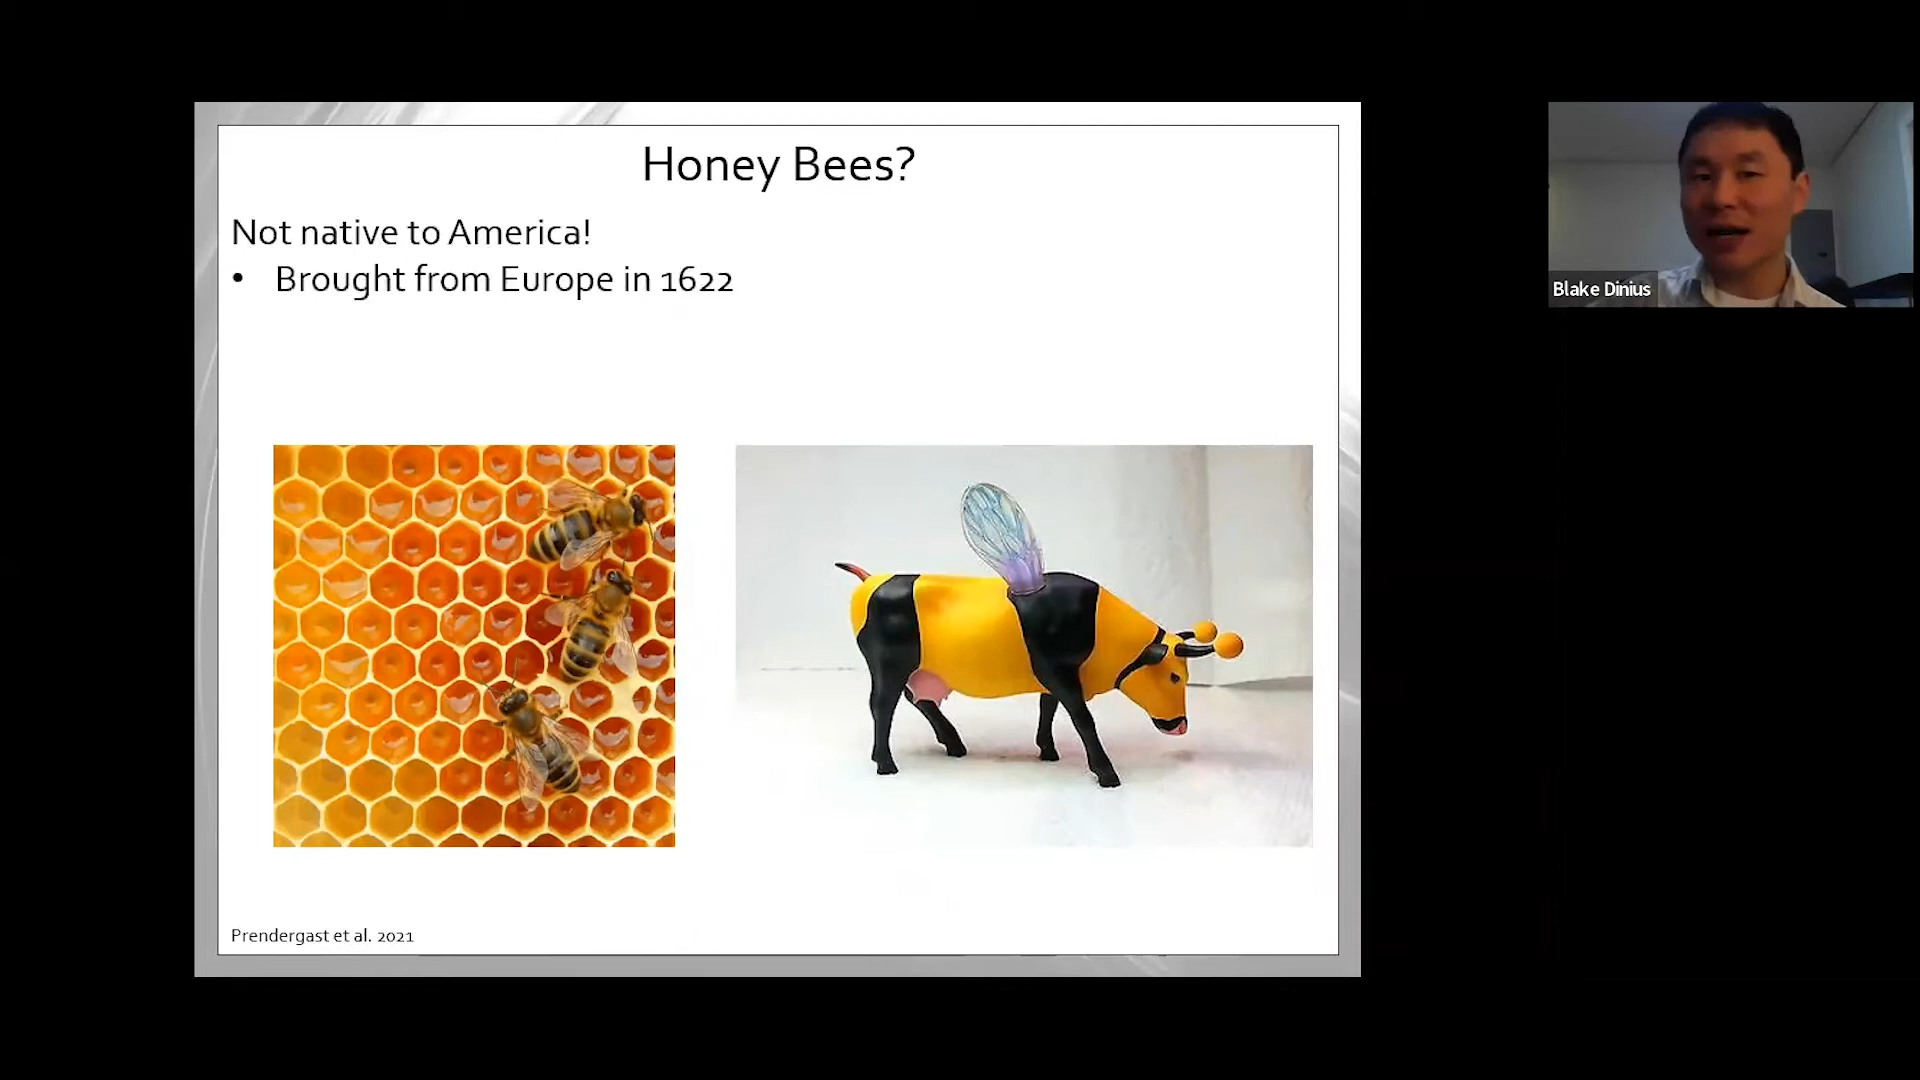 Honey Bees?
Not native to America!
• Brought from Europe in 1622
Prendergast et al. 2021
Blake Dinius